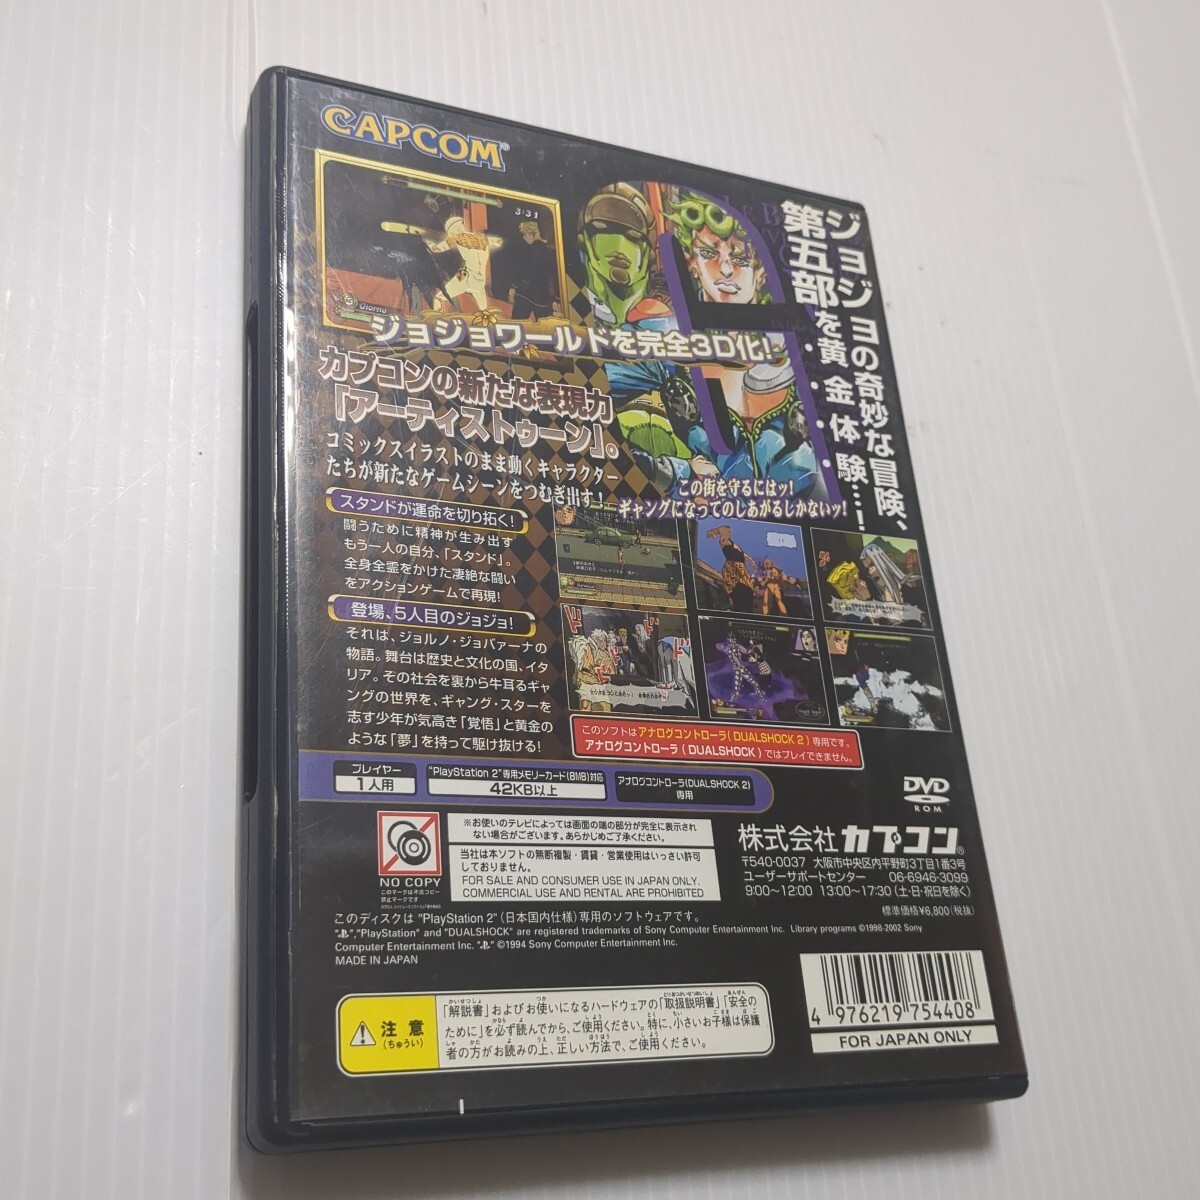 CAPCOM
3:31
Giorno
ジョジョの奇妙な冒険、
第五部を黄金体験…!
ジョジョワールドを完全3D化!
カプコンの新たな表現力
「アーティストゥーン」。
コミックスイラストのまま動くキャラクター
たちが新たなゲームシーンをつむぎ出す!
この街を守るにはッ!
ギャングになってのしあがるしかないッ!
スタンドが運命を切り拓く!
闘うために精神が生み出す
もう一人の自分、「スタンド」。
全身全霊をかけた凄絶な闘い
をアクションゲームで再現!
登場、5人目のジョジョ!
それは、ジョルノ・ジョバァーナの
物語。舞台は歴史と文化の国、イタ
リア。その社会を裏から牛耳るギャ
ングの世界を、ギャング・スターを
志す少年が気高き「覚悟」と黄金の
ような「夢」を持って駆け抜ける!
このソフトはアナログコントローラ(DUALSHOCK 2)専用です。
アナログコントローラ(DUALSHOCK)ではプレイできません。
プレイヤー
1人用
"PlayStation 2"専用メモリーカード(8MB)対応
42KB以上
アナログコントローラ(DUALSHOCK 2)
専用
DVD
ROM
NO COPY
このマークは不法コピー
禁止マークです
※お使いのテレビによっては画面の端の部分が完全に表示され
ない場合がございます。あらかじめご了承ください。
当社は本ソフトの無断複製・賃貸・営業使用はいっさい許可
しておりません。
FOR SALE AND CONSUMER USE IN JAPAN ONLY.
COMMERCIAL USE AND RENTAL ARE PROHIBITED
株式会社カプコン®
〒540-0037 大阪市中央区内平野町3丁目1番3号
ユーザーサポートセンター 06-6946-3099
9:00〜12:00 13:00〜17:30(土・日・祝日を除く)
標準価格¥6,800(税抜)
このディスクは "PlayStation 2"(日本国内仕様)専用のソフトウェアです。
"PlayStation" and "DUALSHOCK" are registered trademarks of Sony Computer Entertainment Inc. Library programs ©1998-2002 Sony
Computer Entertainment Inc. ©1994 Sony Computer Entertainment Inc.
MADE IN JAPAN
注意
(ちゅうい)
「解説書」およびお使いになるハードウェアの「取扱説明書」「安全の
ために」を必ず読んでから、ご使用ください。特に、小さいお子様は保護
者の方がお読みの上、正しい方法で、ご使用ください。
4 976219 754408
FOR JAPAN ONLY